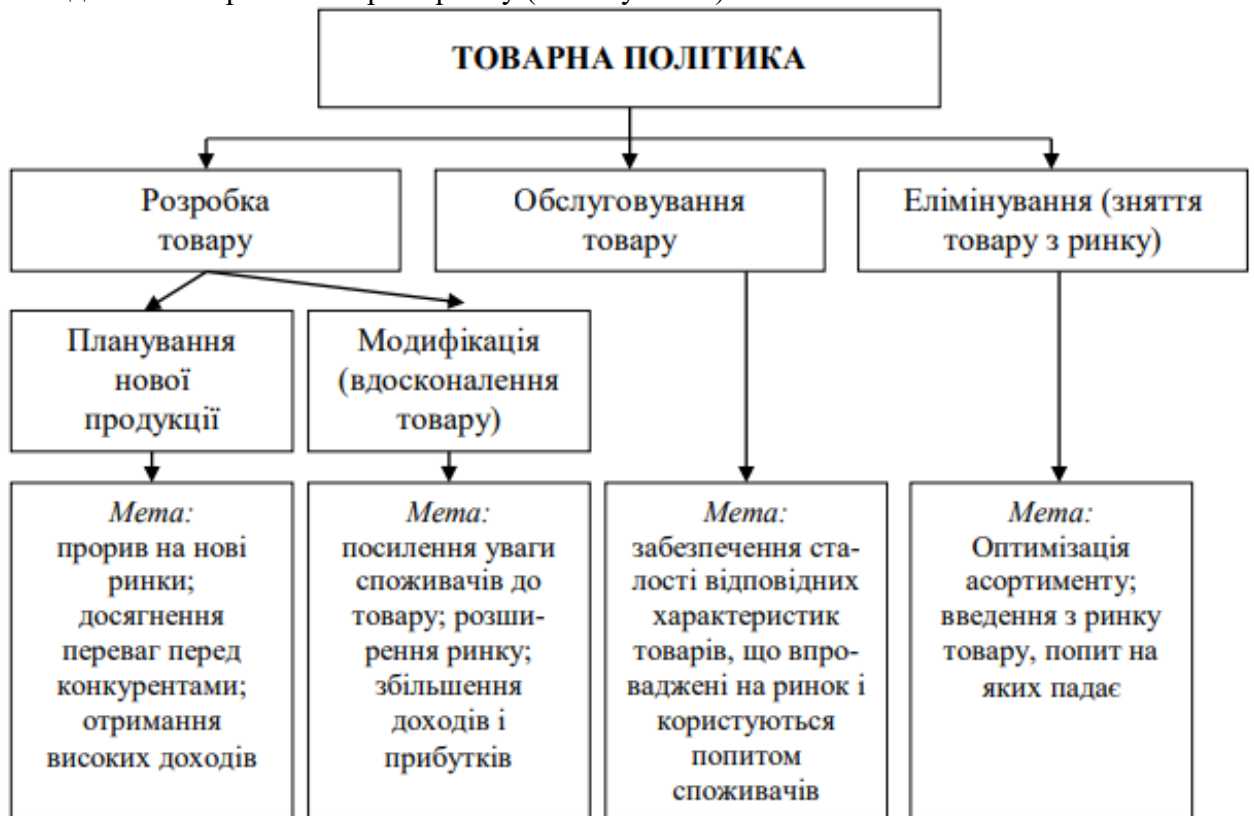 ТОВАРНА ПОЛІТИКА
Розробка
товару
Обслуговування
товару
Елімінування (зняття
товару з ринку)
Планування
нової
продукції
Модифікація
(вдосконалення
товару)
Мета:
прорив на нові
ринки;
досягнення
переваг перед
конкурентами;
отримання
високих доходів
Мета:
посилення уваги
споживачів до
товару; розши-
рення ринку;
збільшення
доходів і
прибутків
Мета:
забезпечення ста-
лості відповідних
характеристик
товарів, що впро-
ваджені на ринок і
користуються
попитом
споживачів
Мета:
Оптимізація
асортименту;
введення з ринку
товару, попит на
яких падає